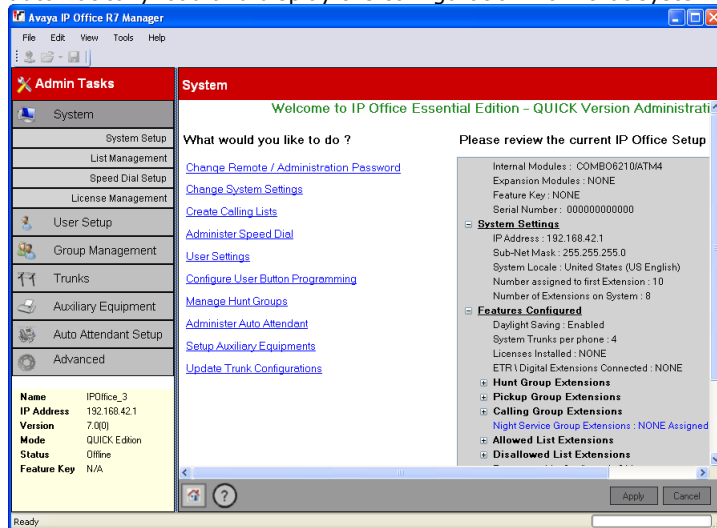 Avaya IP Office R7 Manager
File Edit View Tools Help
Admin Tasks
System
System Setup
List Management
Speed Dial Setup
License Management
User Setup
Group Management
Trunks
Auxiliary Equipment
Auto Attendant Setup
Advanced
Name IPOffice_3
IP Address 192.168.42.1
Version 7.0(0)
Mode QUICK Edition
Status Offline
Feature Key N/A
System
Welcome to IP Office Essential Edition - QUICK Version Administrati
What would you like to do ?
Change Remote / Administration Password
Change System Settings
Create Calling Lists
Administer Speed Dial
User Settings
Configure User Button Programming
Manage Hunt Groups
Administer Auto Attendant
Setup Auxiliary Equipments
Update Trunk Configurations
Please review the current IP Office Setup
Internal Modules : COMBO6210/ATM4
Expansion Modules : NONE
Feature Key : NONE
Serial Number : 000000000000
System Settings
IP Address : 192.168.42.1
Sub-Net Mask : 255.255.255.0
System Locale : United States (US English)
Number assigned to first Extension : 10
Number of Extensions on System : 8
Features Configured
Daylight Saving : Enabled
System Trunks per phone : 4
Licenses Installed : NONE
ETR \ Digital Extensions Connected : NONE
Hunt Group Extensions
Pickup Group Extensions
Calling Group Extensions
Night Service Group Extensions : NONE Assigned
Allowed List Extensions
Disallowed List Extensions
Apply Cancel
Ready